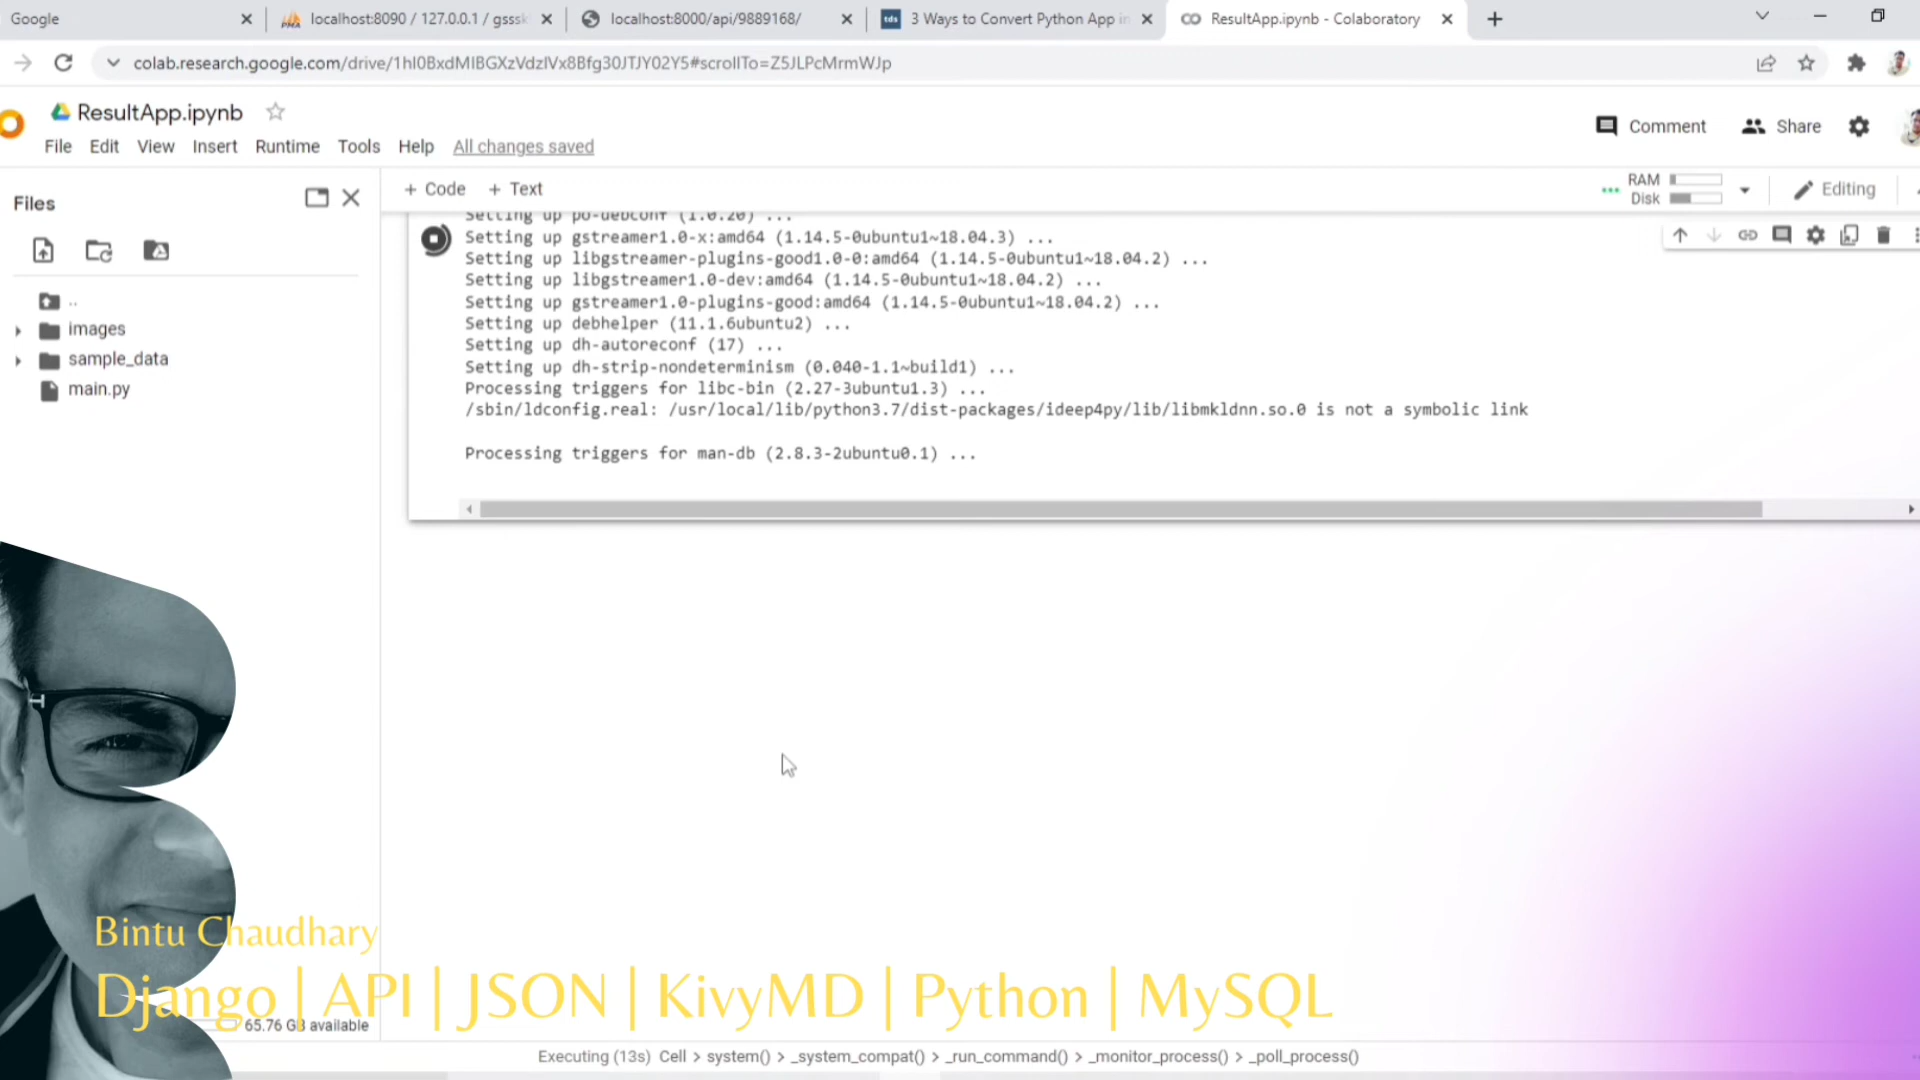 Google
localhost:8090 / 127.0.0.1 / gsssk
localhost:8000/api/9889168/
tds 3 Ways to Convert Python App in
ResultApp.ipynb - Colaboratory
colab.research.google.com/drive/1hI0BxdMIBGXzVdzIVx8Bfg30JTJY02Y5#scrollTo=Z5JLPcMrmWJp
ResultApp.ipynb
Comment
Share
File Edit View Insert Runtime Tools Help All changes saved
Files
+ Code + Text
RAM
Disk
Editing
Setting up po-debconf (1.0.20) ...
Setting up gstreamer1.0-x:amd64 (1.14.5-0ubuntu1~18.04.3) ...
Setting up libgstreamer-plugins-good1.0-0:amd64 (1.14.5-0ubuntu1~18.04.2) ...
Setting up libgstreamer1.0-dev:amd64 (1.14.5-0ubuntu1~18.04.2) ...
Setting up gstreamer1.0-plugins-good:amd64 (1.14.5-0ubuntu1~18.04.2) ...
Setting up debhelper (11.1.6ubuntu2) ...
Setting up dh-autoreconf (17) ...
Setting up dh-strip-nondeterminism (0.040-1.1~build1) ...
Processing triggers for libc-bin (2.27-3ubuntu1.3) ...
/sbin/ldconfig.real: /usr/local/lib/python3.7/dist-packages/ideep4py/lib/libmkldnn.so.0 is not a symbolic link
Processing triggers for man-db (2.8.3-2ubuntu0.1) ...
..
images
sample_data
main.py
Bintu Chaudhary
Django | API | JSON | KivyMD | Python | MySQL
65.76 GB available
Executing (13s) Cell > system() > _system_compat() > _run_command() > _monitor_process() > _poll_process()